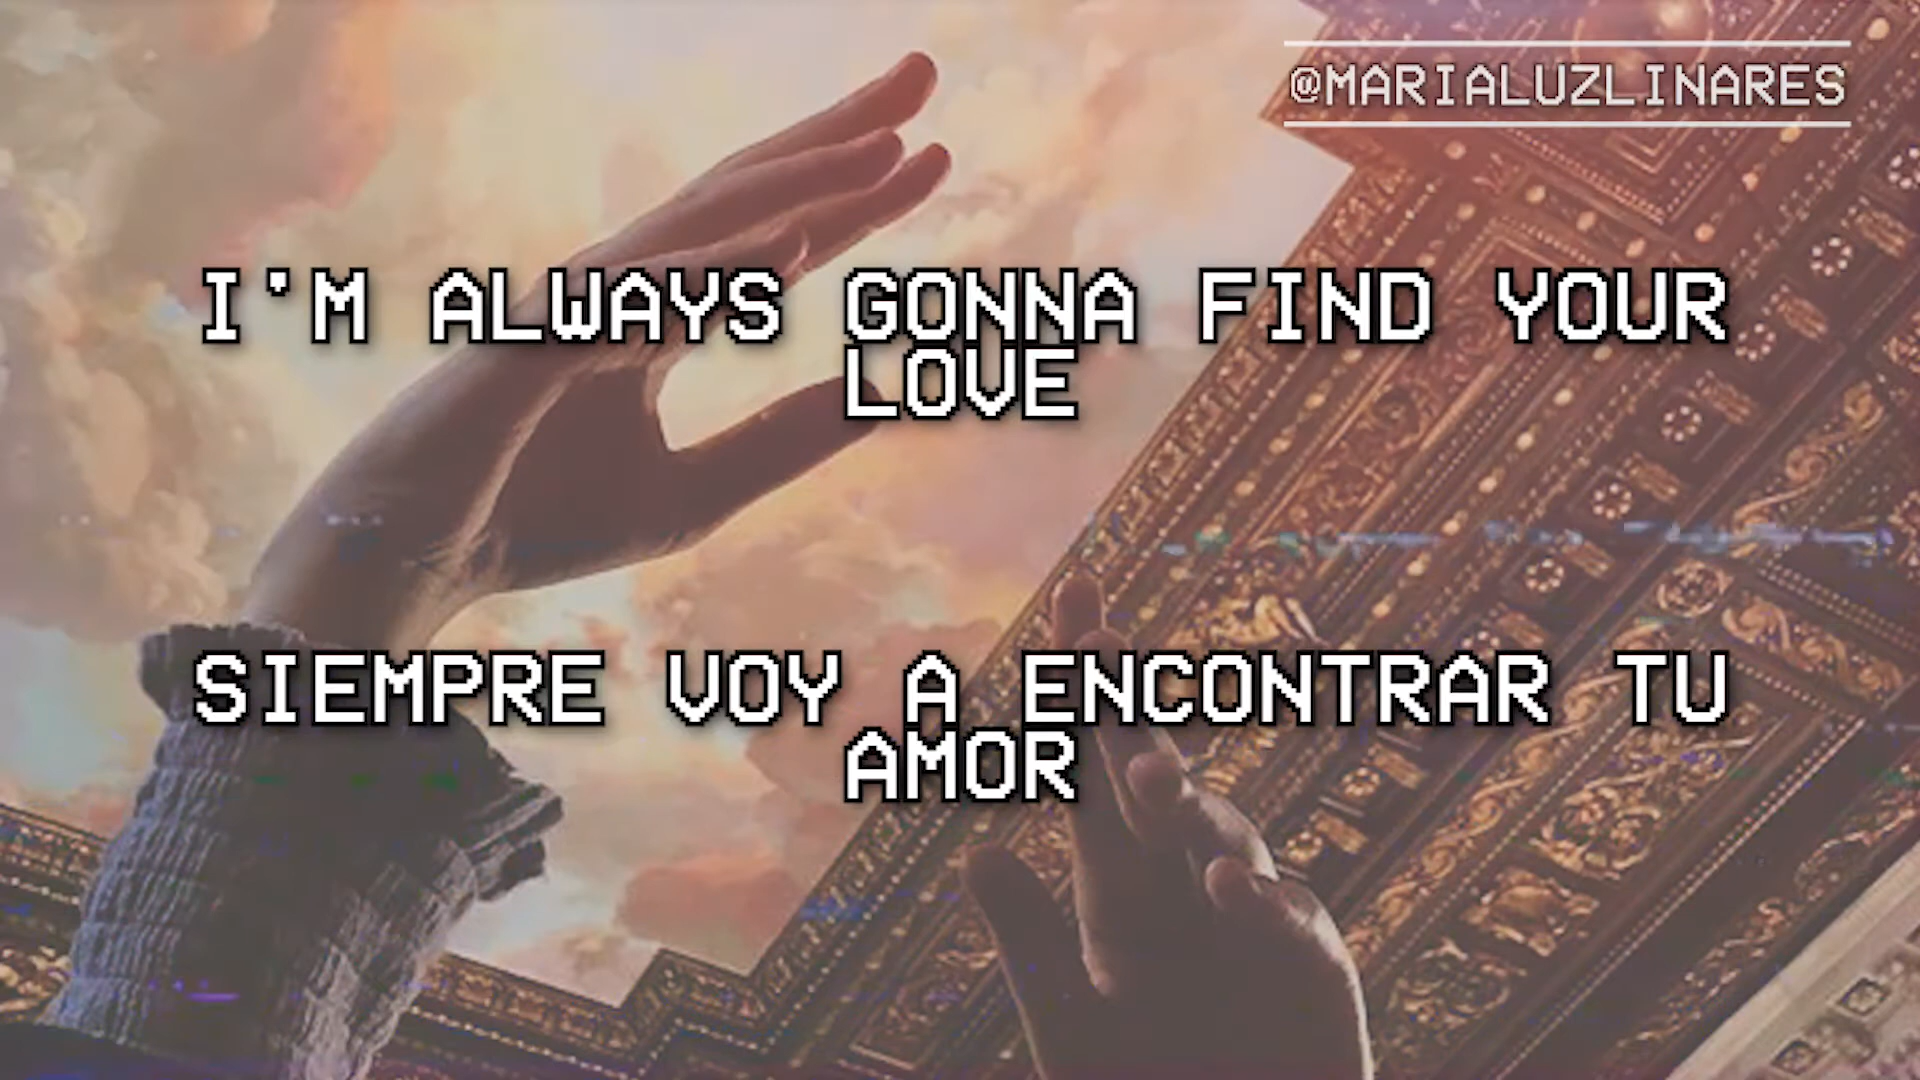 @MARIALUZLINARES
I'M ALWAYS GONNA FIND YOUR
LOVE
SIEMPRE VOY A ENCONTRAR TU
AMOR